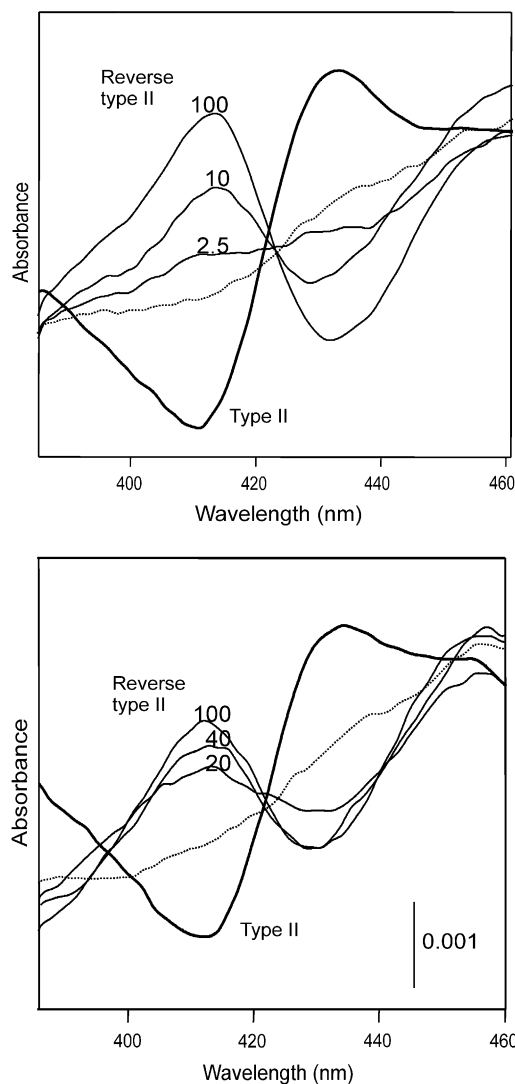 Reverse
type II
100
10
2.5
Type II
Absorbance
400
420
440
460
Wavelength (nm)
Reverse
type II
100
40
20
Type II
0.001
Absorbance
400
420
440
460
Wavelength (nm)